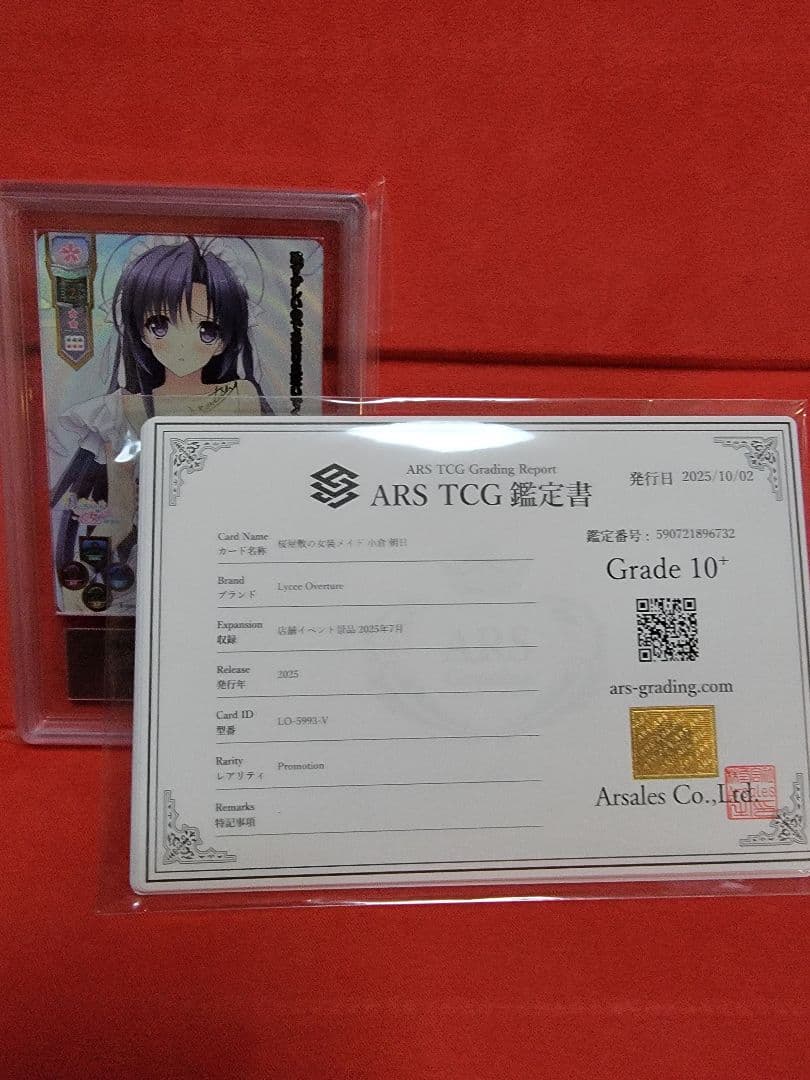 ARS TCG Grading Report
ARS TCG 鑑定書
発行日 2025/10/02
Card Name
カード名称
桜屋敷の女装メイド 小倉 朝日
鑑定番号：590721896732
Grade 10+
Brand
ブランド
Lycee Overture
Expansion
収録
店舗イベント景品 2025年7月
Release
発行年
2025
ars-grading.com
Card ID
型番
LO-5993-V
Rarity
レアリティ
Promotion
Arsales Co.,Ltd.
Remarks
特記事項